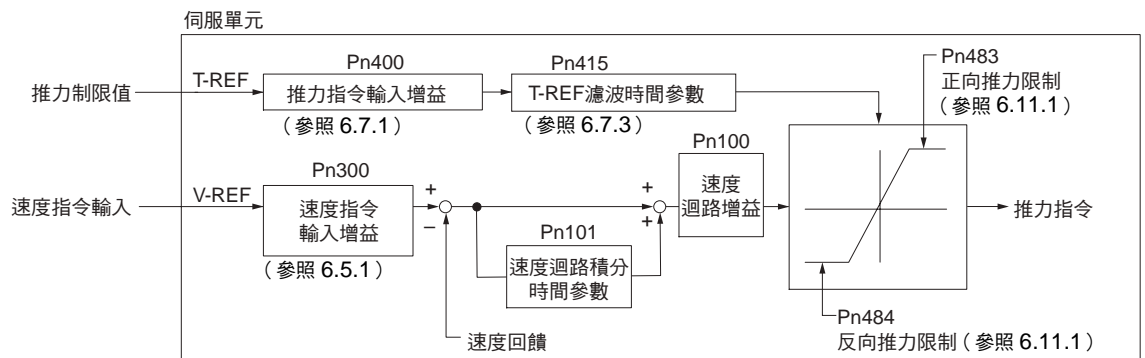 伺服單元
推力制限值
T-REF
Pn400
推力指令輸入增益
(參照 6.7.1)
Pn415
T-REF濾波時間參數
(參照 6.7.3)
Pn483
正向推力限制
(參照 6.11.1)
速度指令輸入
V-REF
Pn300
速度指令
輸入增益
(參照 6.5.1)
+
−
Pn101
速度迴路積分
時間參數
+
+
Pn100
速度
迴路增益
推力指令
速度回饋
Pn484
反向推力限制(參照 6.11.1)